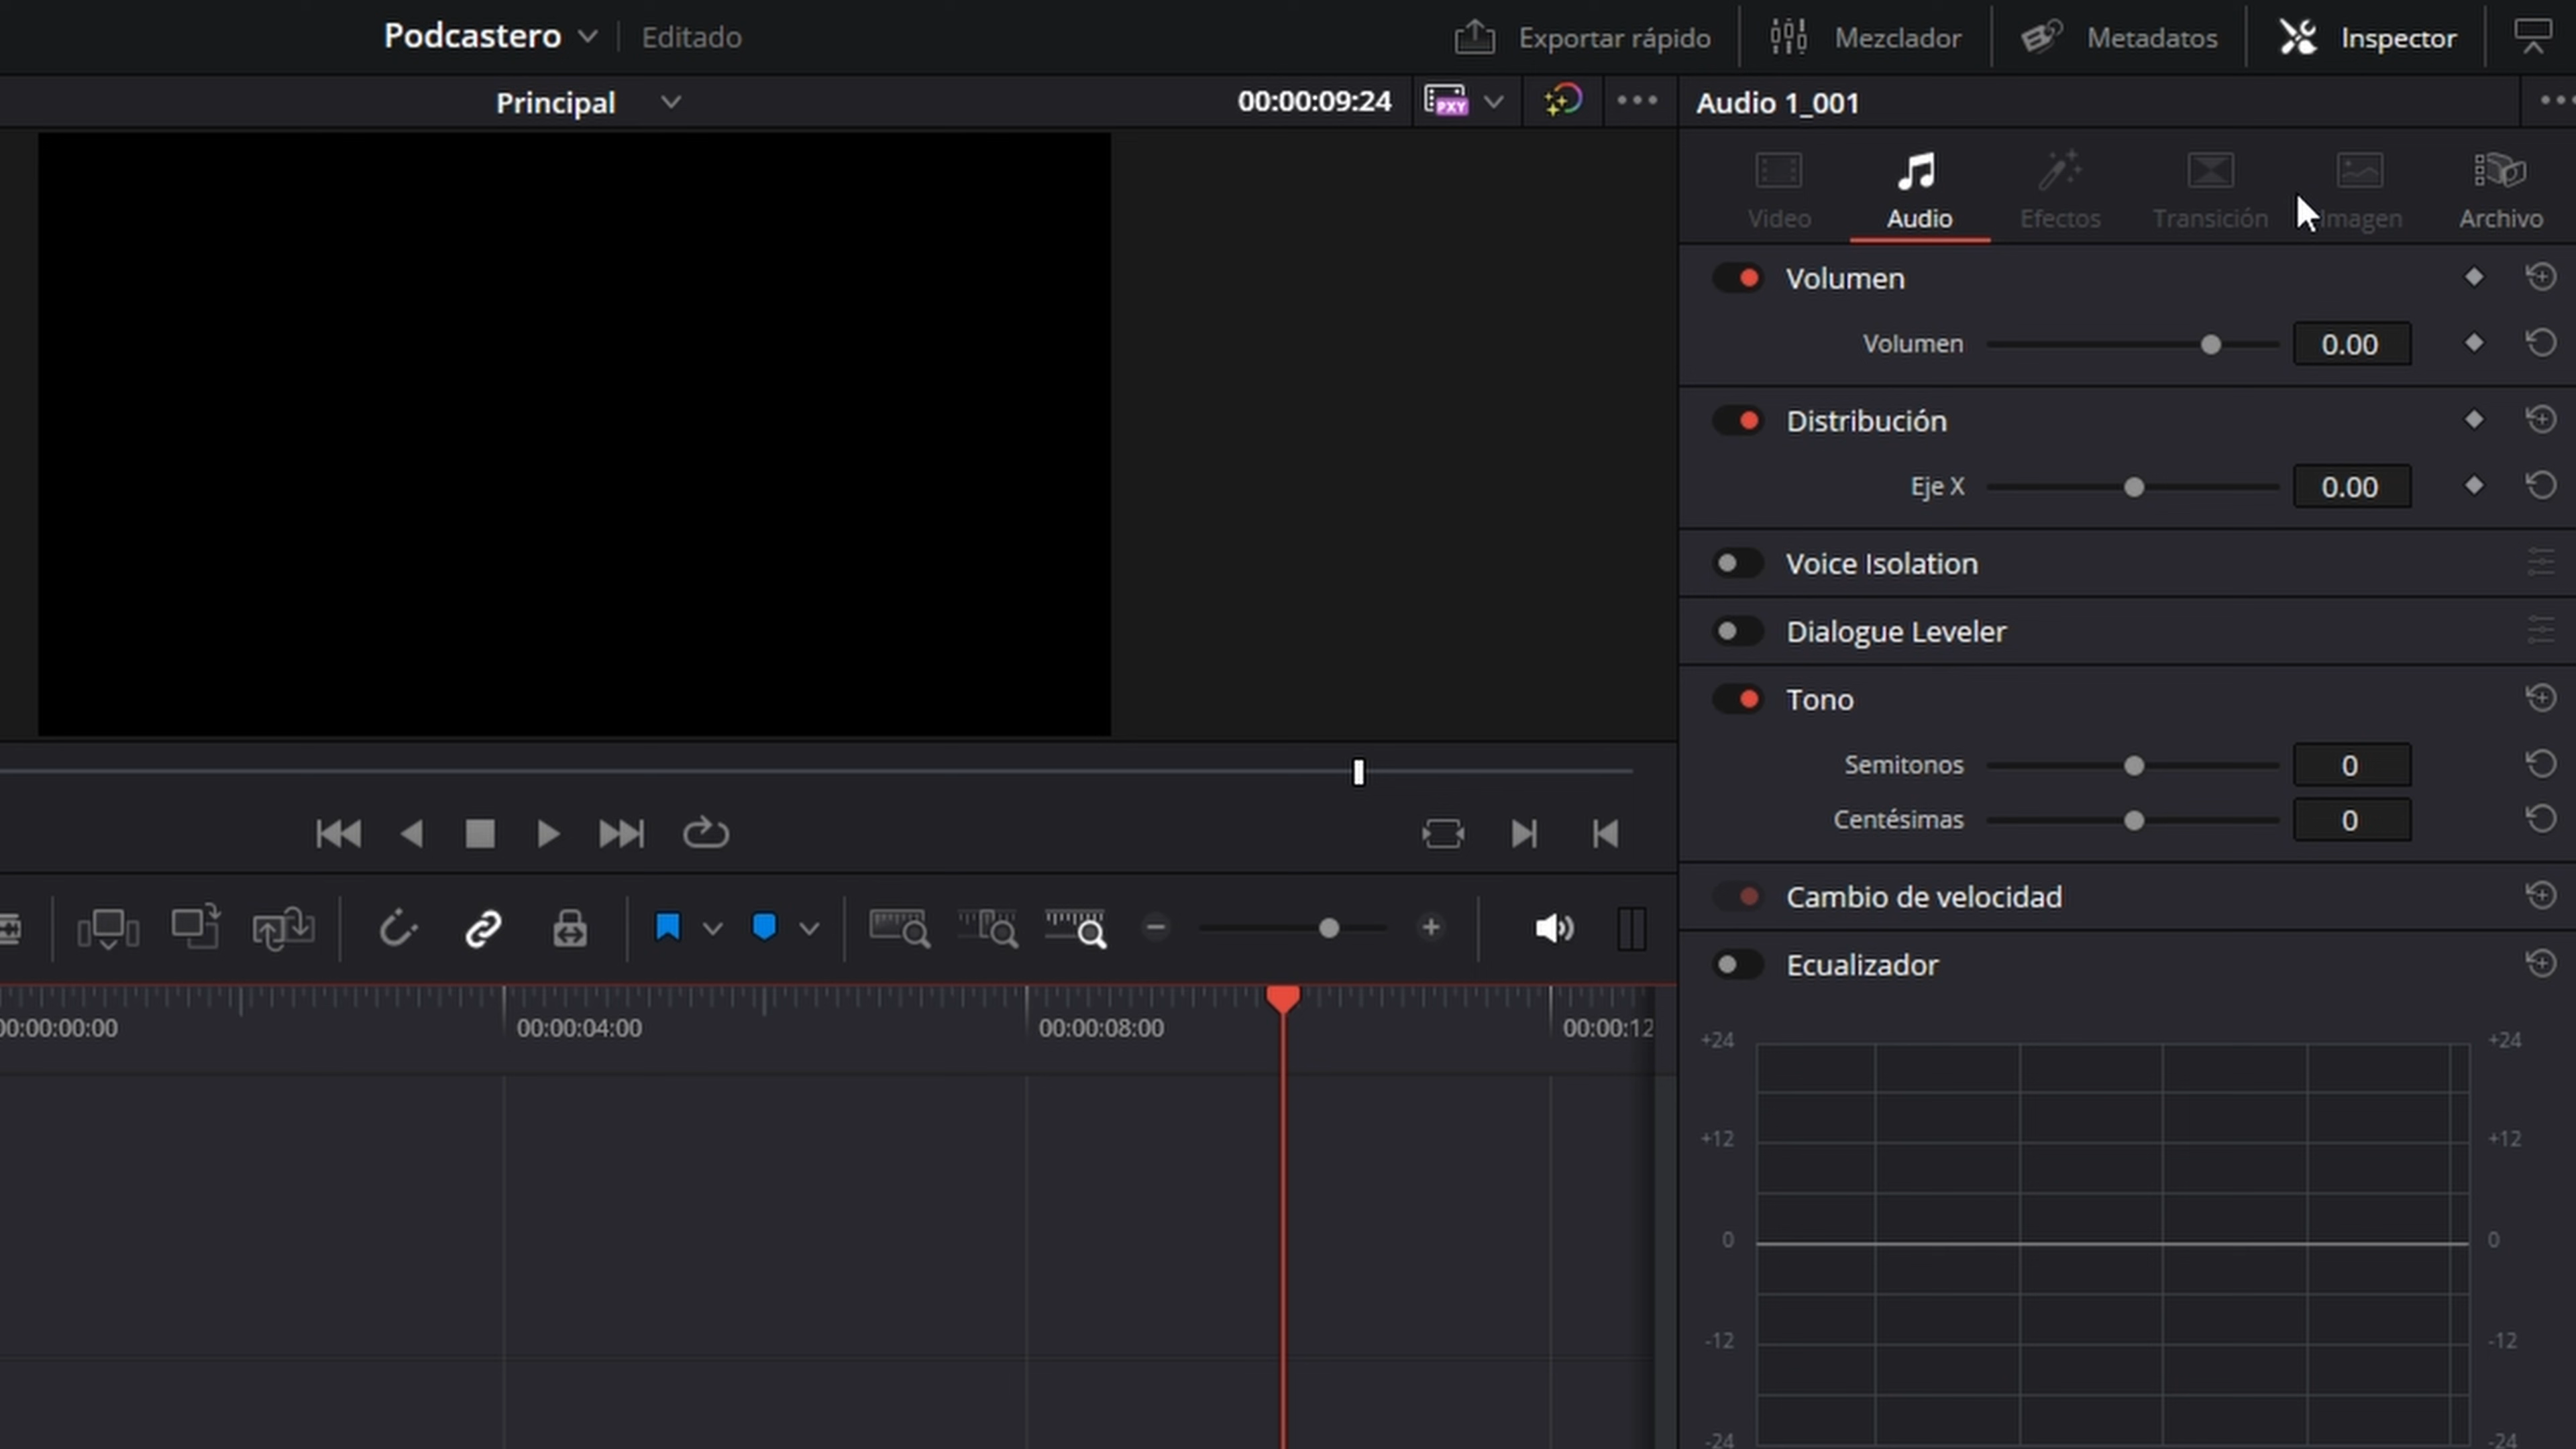 Podcastero
Editado
Exportar rápido
Mezclador
Metadatos
Inspector
Principal
00:00:09:24
PXY
Audio 1_001
Video
Audio
Efectos
Transición
Imagen
Archivo
Volumen
Volumen
0.00
Distribución
Eje X
0.00
Voice Isolation
Dialogue Leveler
Tono
Semitonos
0
Centésimas
0
Cambio de velocidad
Ecualizador
00:00:00:00
00:00:04:00
00:00:08:00
00:00:12
+24
+24
+12
+12
0
0
-12
-12
-24
-24